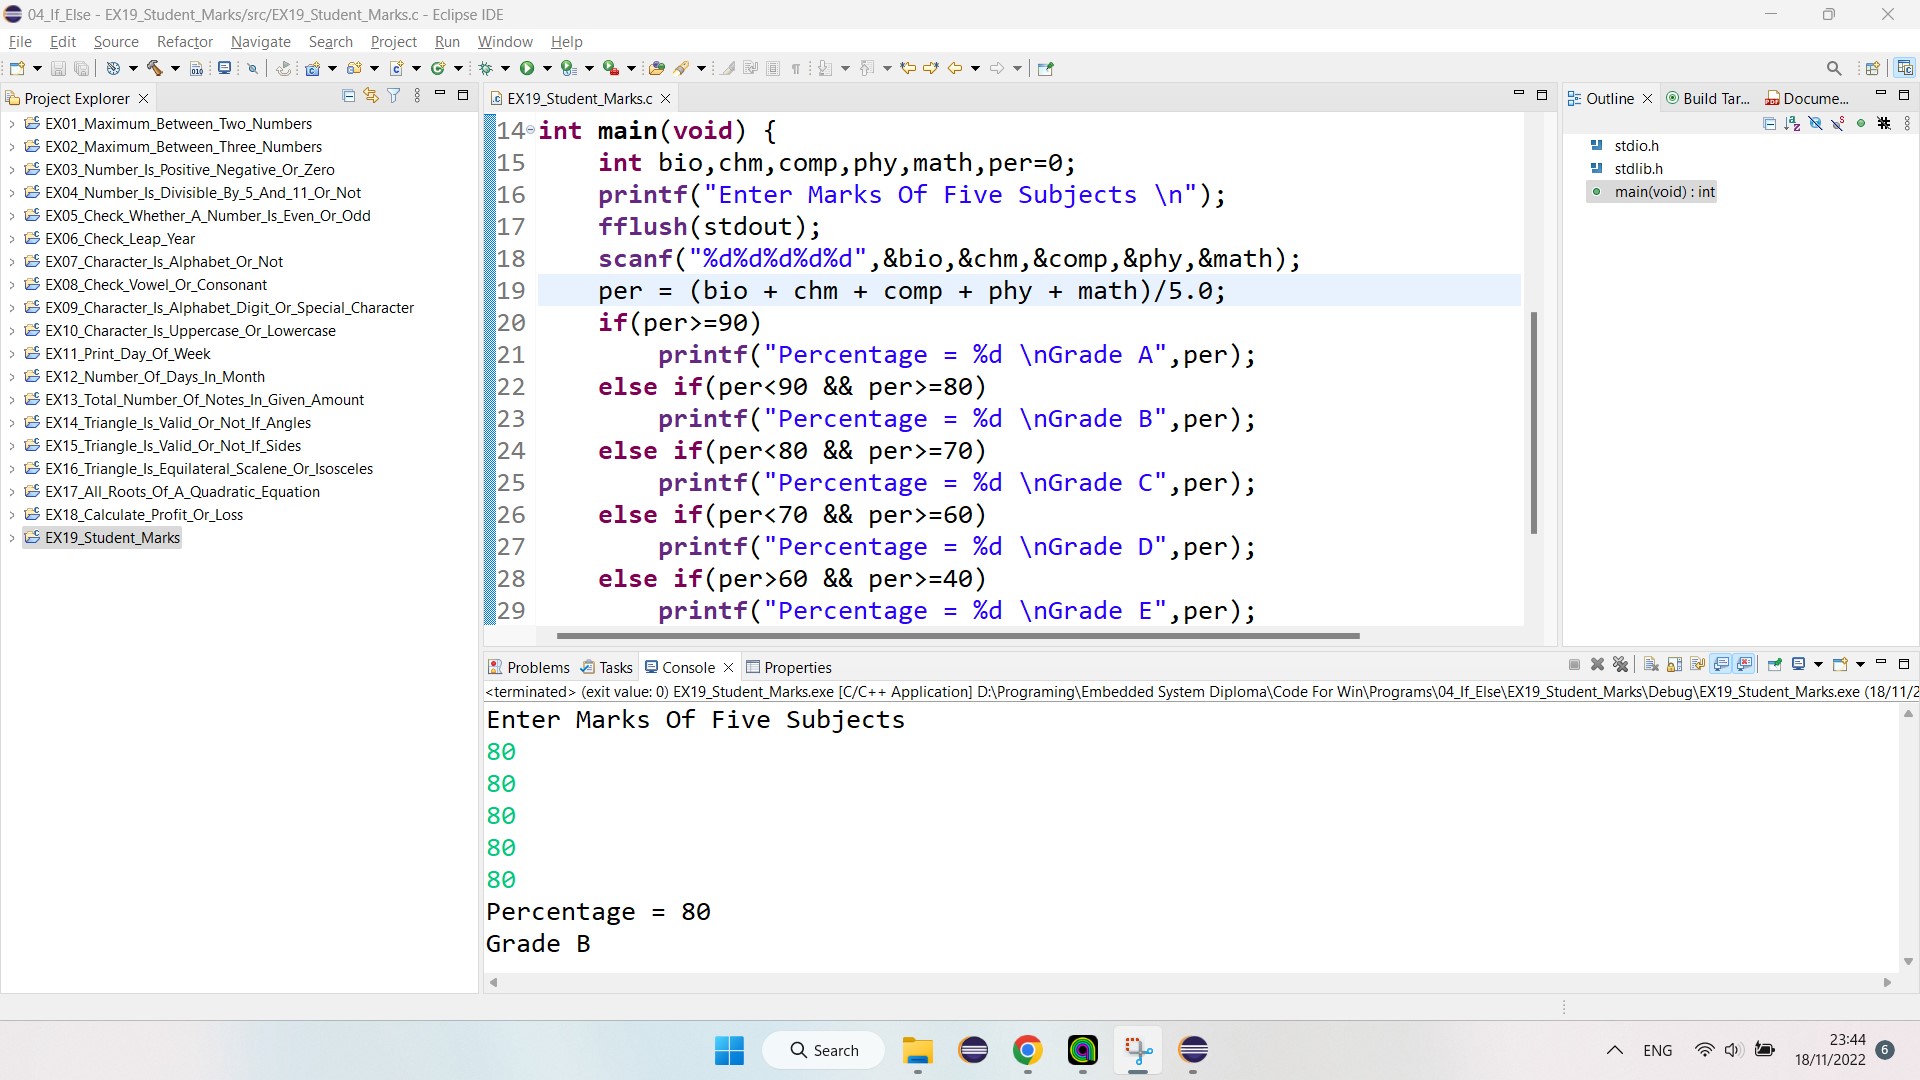 04_If_Else - EX19_Student_Marks/src/EX19_Student_Marks.c - Eclipse IDE
File Edit Source Refactor Navigate Search Project Run Window Help
Project Explorer
EX01_Maximum_Between_Two_Numbers
EX02_Maximum_Between_Three_Numbers
EX03_Number_Is_Positive_Negative_Or_Zero
EX04_Number_Is_Divisible_By_5_And_11_Or_Not
EX05_Check_Whether_A_Number_Is_Even_Or_Odd
EX06_Check_Leap_Year
EX07_Character_Is_Alphabet_Or_Not
EX08_Check_Vowel_Or_Consonant
EX09_Character_Is_Alphabet_Digit_Or_Special_Character
EX10_Character_Is_Uppercase_Or_Lowercase
EX11_Print_Day_Of_Week
EX12_Number_Of_Days_In_Month
EX13_Total_Number_Of_Notes_In_Given_Amount
EX14_Triangle_Is_Valid_Or_Not_If_Angles
EX15_Triangle_Is_Valid_Or_Not_If_Sides
EX16_Triangle_Is_Equilateral_Scalene_Or_Isosceles
EX17_All_Roots_Of_A_Quadratic_Equation
EX18_Calculate_Profit_Or_Loss
EX19_Student_Marks
EX19_Student_Marks.c
14 int main(void) {
15 int bio,chm,comp,phy,math,per=0;
16 printf("Enter Marks Of Five Subjects \n");
17 fflush(stdout);
18 scanf("%d%d%d%d%d",&bio,&chm,&comp,&phy,&math);
19 per = (bio + chm + comp + phy + math)/5.0;
20 if(per>=90)
21 printf("Percentage = %d \nGrade A",per);
22 else if(per<90 && per>=80)
23 printf("Percentage = %d \nGrade B",per);
24 else if(per<80 && per>=70)
25 printf("Percentage = %d \nGrade C",per);
26 else if(per<70 && per>=60)
27 printf("Percentage = %d \nGrade D",per);
28 else if(per>60 && per>=40)
29 printf("Percentage = %d \nGrade E",per);
Outline Build Tar... Docume...
stdio.h
stdlib.h
main(void) : int
Problems Tasks Console Properties
<terminated> (exit value: 0) EX19_Student_Marks.exe [C/C++ Application] D:\Programing\Embedded System Diploma\Code For Win\Programs\04_If_Else\EX19_Student_Marks\Debug\EX19_Student_Marks.exe (18/11/2
Enter Marks Of Five Subjects
80
80
80
80
80
Percentage = 80
Grade B
Search
ENG
23:44
18/11/2022
6